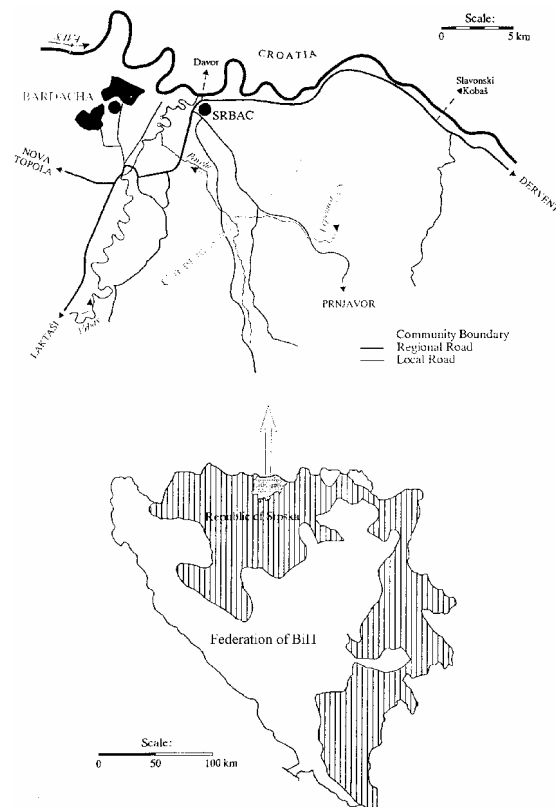 Scale:
0 5 km
CROATIA
Davor
Slavonski
Kobaš
BARDACHA
SRBAC
NOVA
TOPOLA
DERVENT
PRNJAVOR
LAKTAŠI
Community Boundary
Regional Road
Local Road
Republic of Srpska
Federation of BiH
Scale:
0 50 100 km